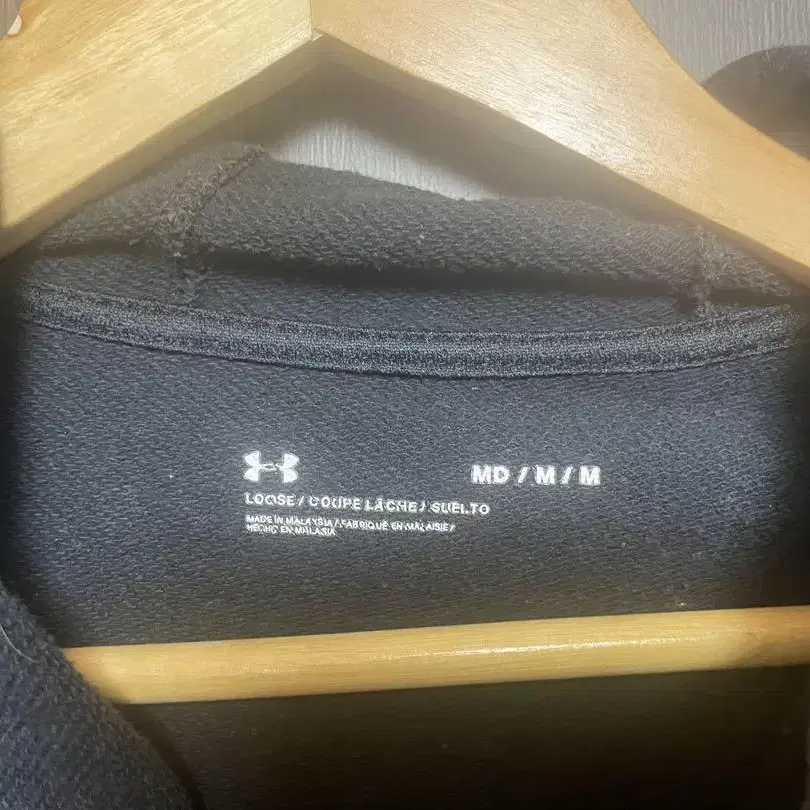 MD / M / M
LOOSE / COUPE LÂCHE / SUELTO
MADE IN MALAYSIA / FABRIQUÉ EN MALAISIE /
HECHO EN MALASIA